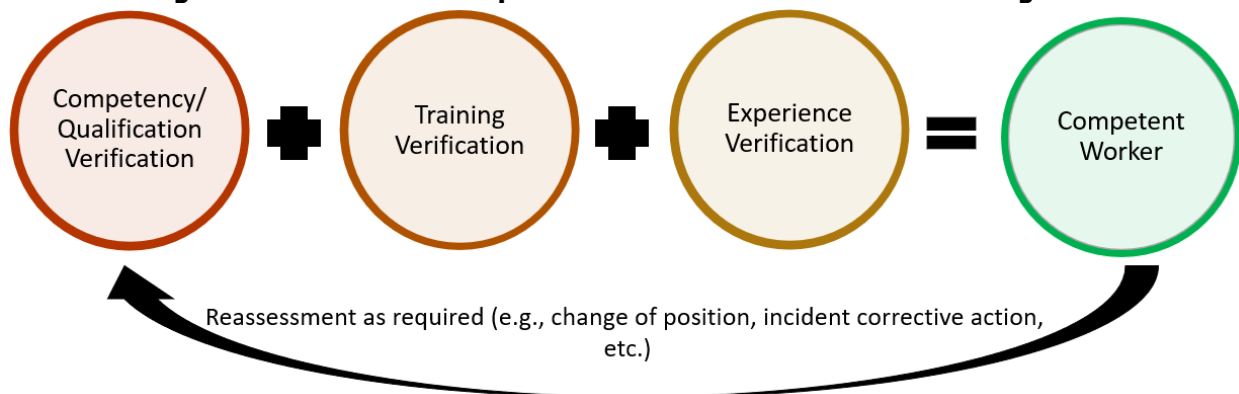 Competency/
Qualification
Verification
Training
Verification
Experience
Verification
Competent
Worker
Reassessment as required (e.g., change of position, incident corrective action,
etc.)